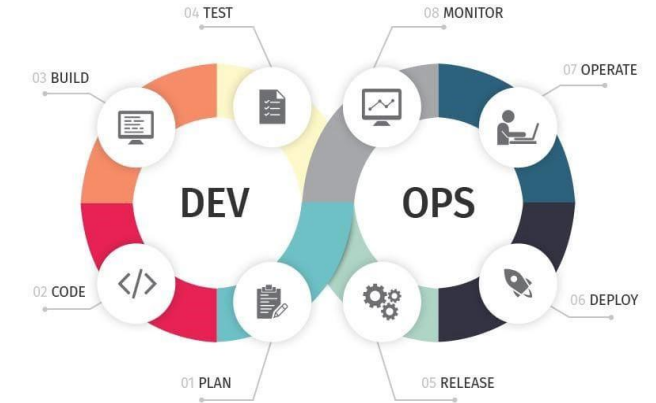 04 TEST
08 MONITOR
03 BUILD
07 OPERATE
DEV
OPS
02 CODE
06 DEPLOY
01 PLAN
05 RELEASE